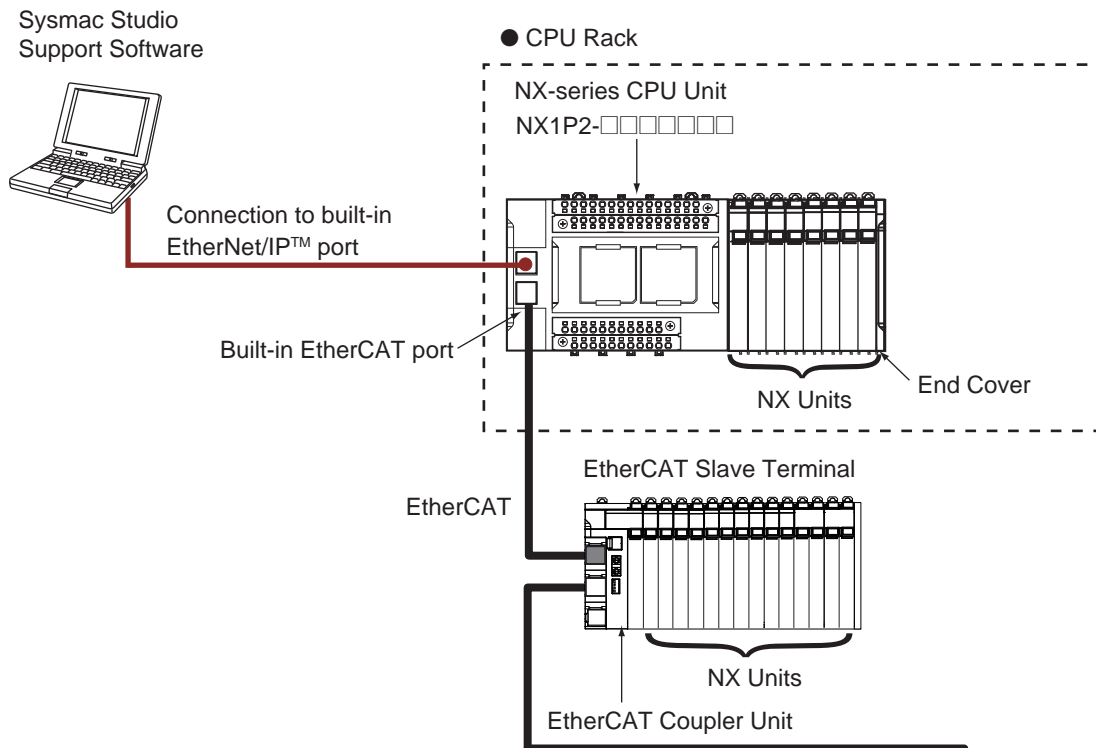 Sysmac Studio
Support Software
● CPU Rack
NX-series CPU Unit
NX1P2-□□□□□□□
Connection to built-in
EtherNet/IP™ port
Built-in EtherCAT port
NX Units
End Cover
EtherCAT Slave Terminal
EtherCAT
NX Units
EtherCAT Coupler Unit